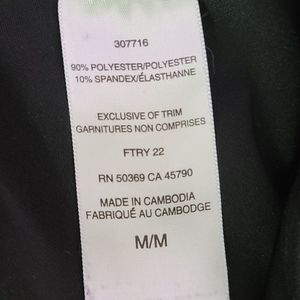 307716
90% POLYESTER/POLYESTER
10% SPANDEX/ÉLASTHANNE
EXCLUSIVE OF TRIM
GARNITURES NON COMPRISES
FTRY 22
RN 50369 CA 45790
MADE IN CAMBODIA
FABRIQUÉ AU CAMBODGE
M/M